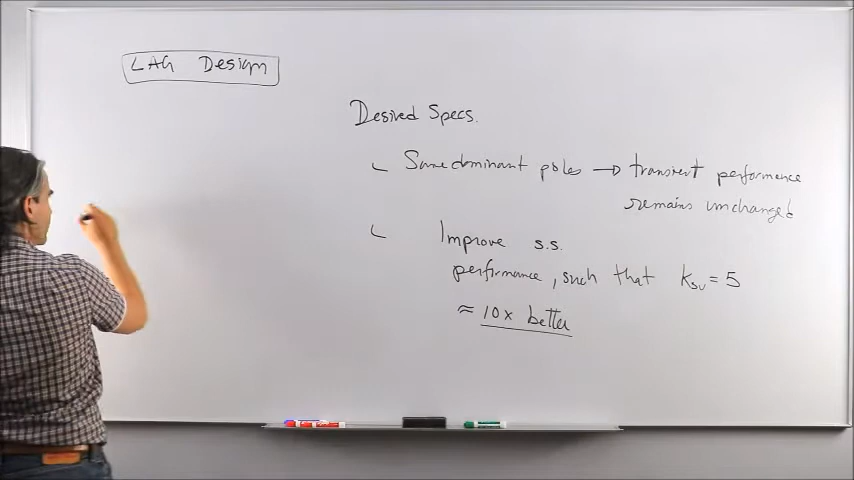 LAG Design
Desired Specs.
Same dominant poles → transient performance
remains unchanged
Improve s.s.
performance, such that ksv = 5
≈ 10x better